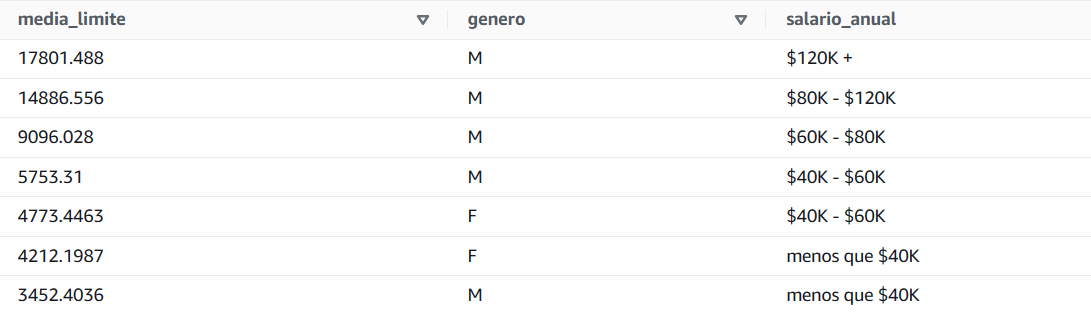 media_limite genero salario_anual
17801.488 M $120K +
14886.556 M $80K - $120K
9096.028 M $60K - $80K
5753.31 M $40K - $60K
4773.4463 F $40K - $60K
4212.1987 F menos que $40K
3452.4036 M menos que $40K